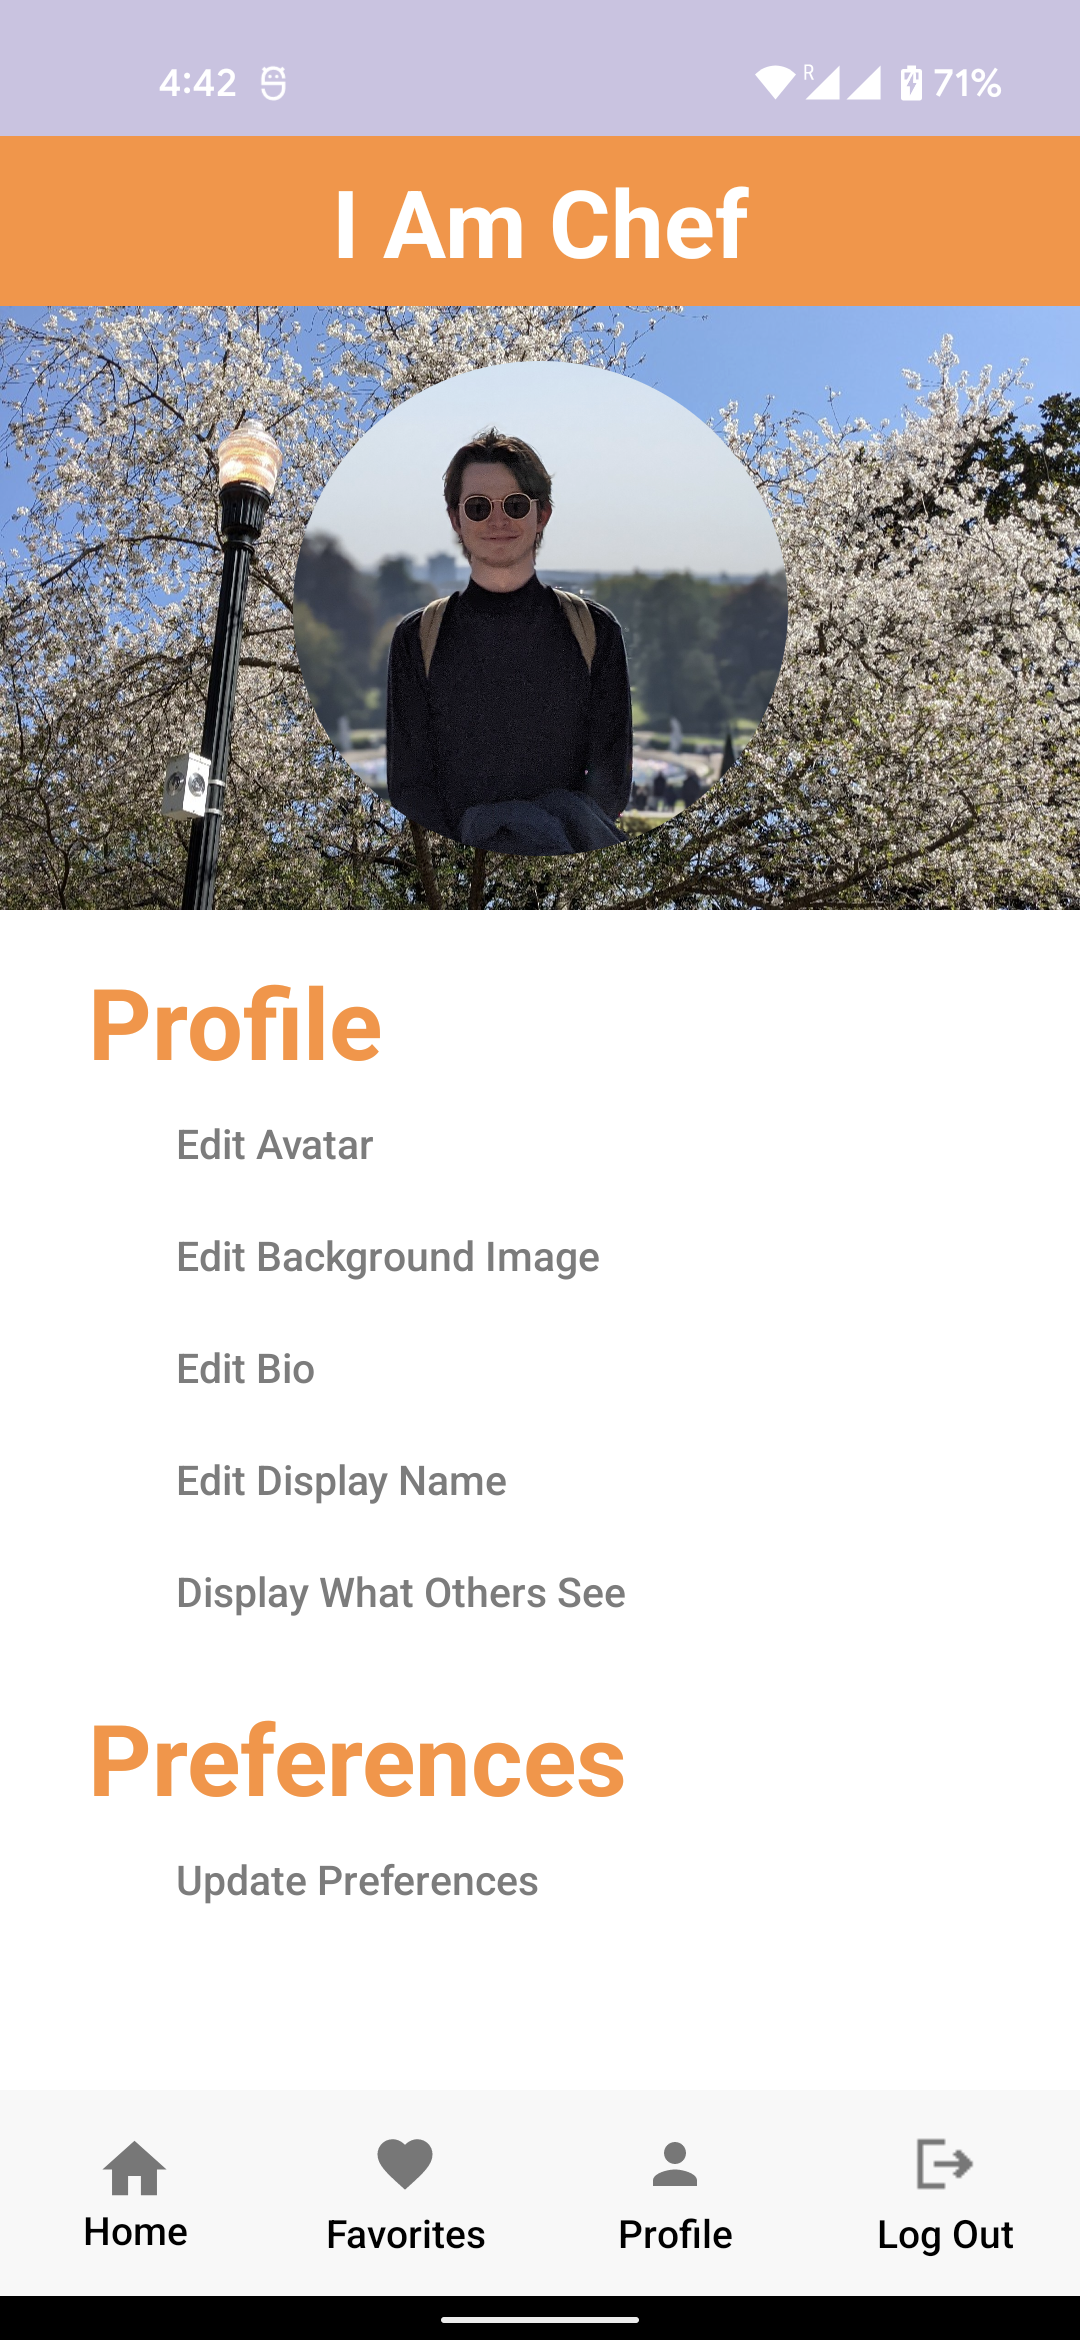 4:42
R
71%
I Am Chef
Profile
Edit Avatar
Edit Background Image
Edit Bio
Edit Display Name
Display What Others See
Preferences
Update Preferences
Home
Favorites
Profile
Log Out